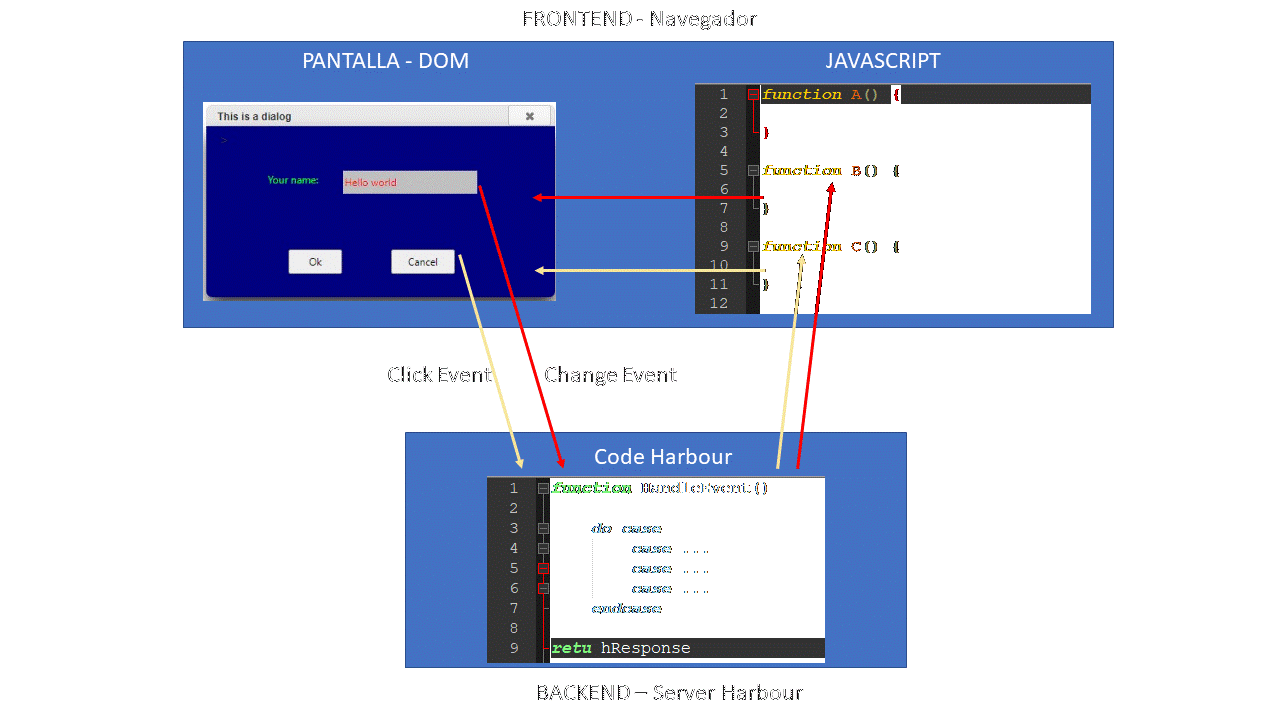 FRONTEND - Navegador
PANTALLA - DOM
JAVASCRIPT
This is a dialog
Your name:
Hello world
Ok
Cancel
1 function A() {
2
3 }
4
5 function B() {
6
7 }
8
9 function C() {
10
11 }
12
Click Event
Change Event
Code Harbour
1 function HandleEvent()
2
3 do case
4 case ...
5 case ...
6 case ...
7 endcase
8
9 retu hResponse
BACKEND – Server Harbour